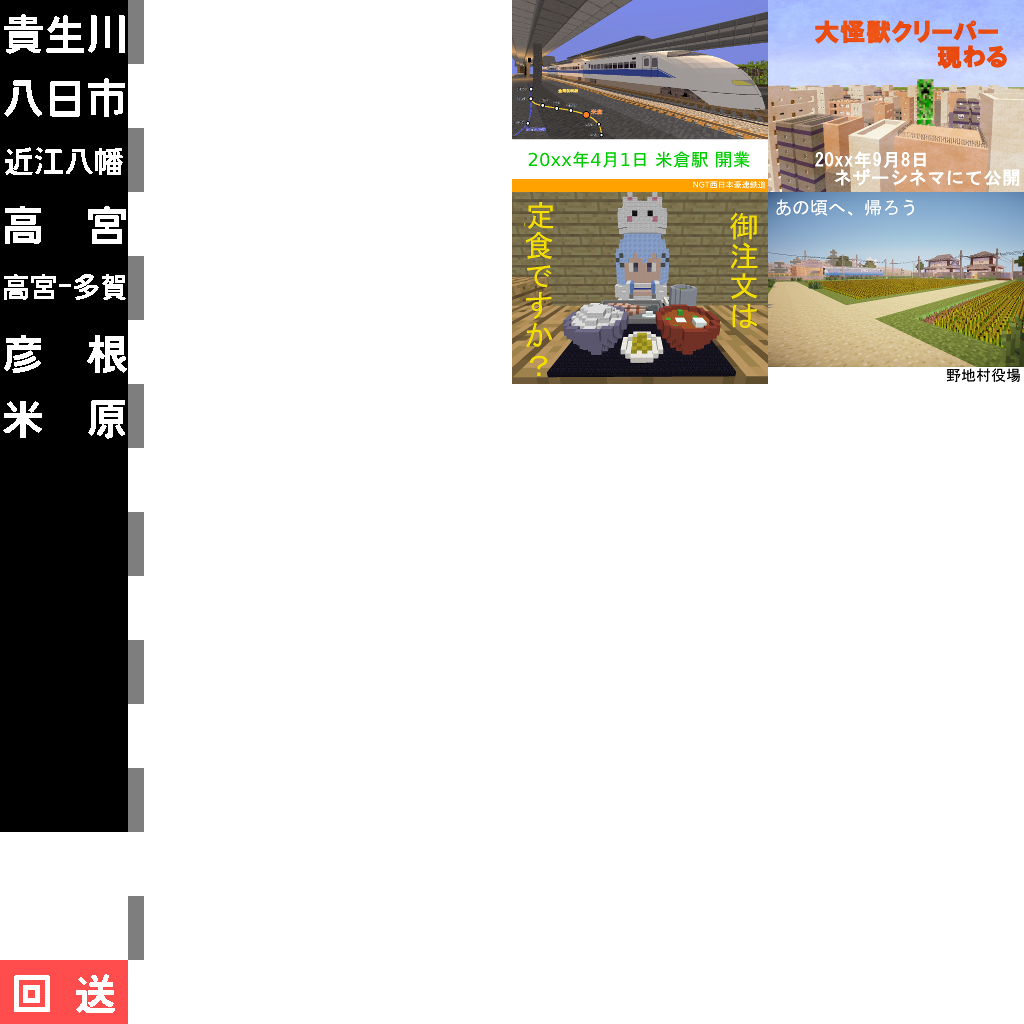 貴生川
八日市
近江八幡
高宮
高宮-多賀
彦根
米原
回送
米倉
20xx年4月1日 米倉駅 開業
NGT西日本豪速鉄道
大怪獣クリーパー
現わる
20xx年9月8日
ネザーシネマにて公開
御注文は
定食ですか？
あの頃へ、帰ろう
野地村役場